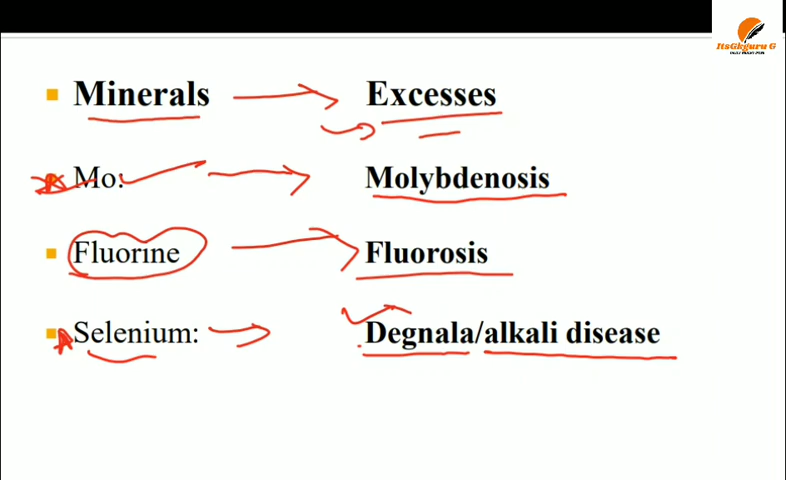 ItsGkguru G
Minerals Excesses
Mo: Molybdenosis
Fluorine Fluorosis
Selenium: Degnala/alkali disease